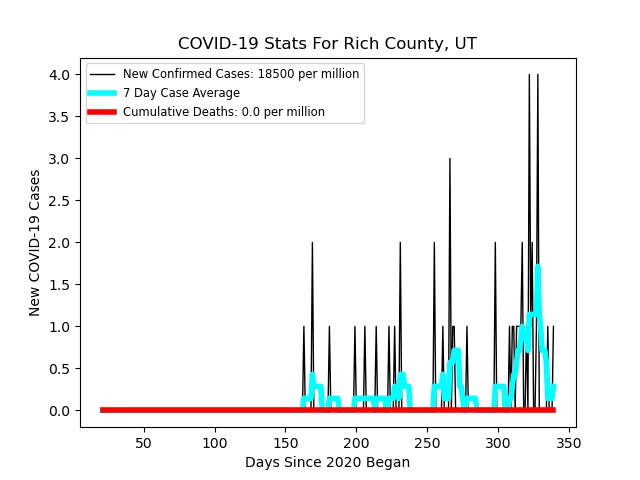 COVID-19 Stats For Rich County, UT
New Confirmed Cases: 18500 per million
7 Day Case Average
Cumulative Deaths: 0.0 per million
New COVID-19 Cases
4.0
3.5
3.0
2.5
2.0
1.5
1.0
0.5
0.0
50 100 150 200 250 300 350
Days Since 2020 Began